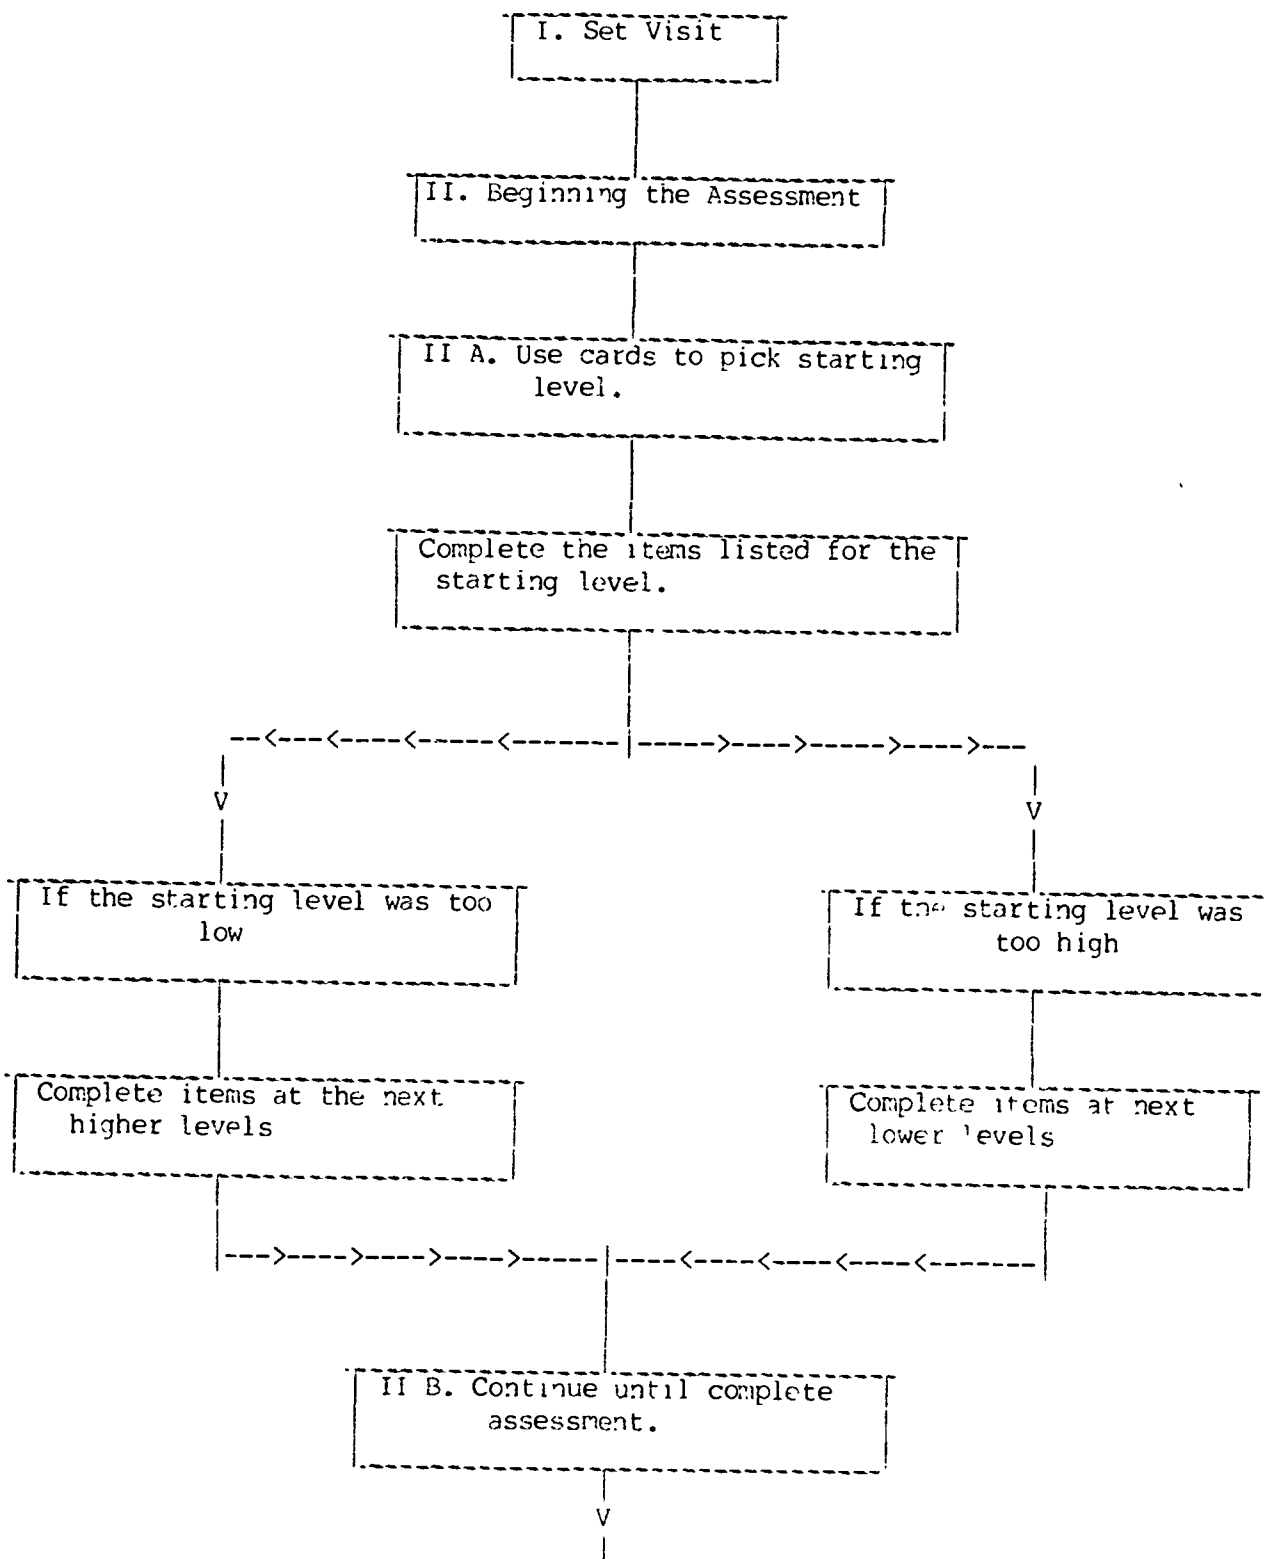 I. Set Visit
II. Beginning the Assessment
II A. Use cards to pick starting
level.
Complete the items listed for the
starting level.
--<---<----<-----<-------|----->---->----->---->---
V
V
If the starting level was too
low
If the starting level was
too high
Complete items at the next
higher levels
Complete items at next
lower levels
--->---->---->---->-----|----<----<----<----<-------
II B. Continue until complete
assessment.
V